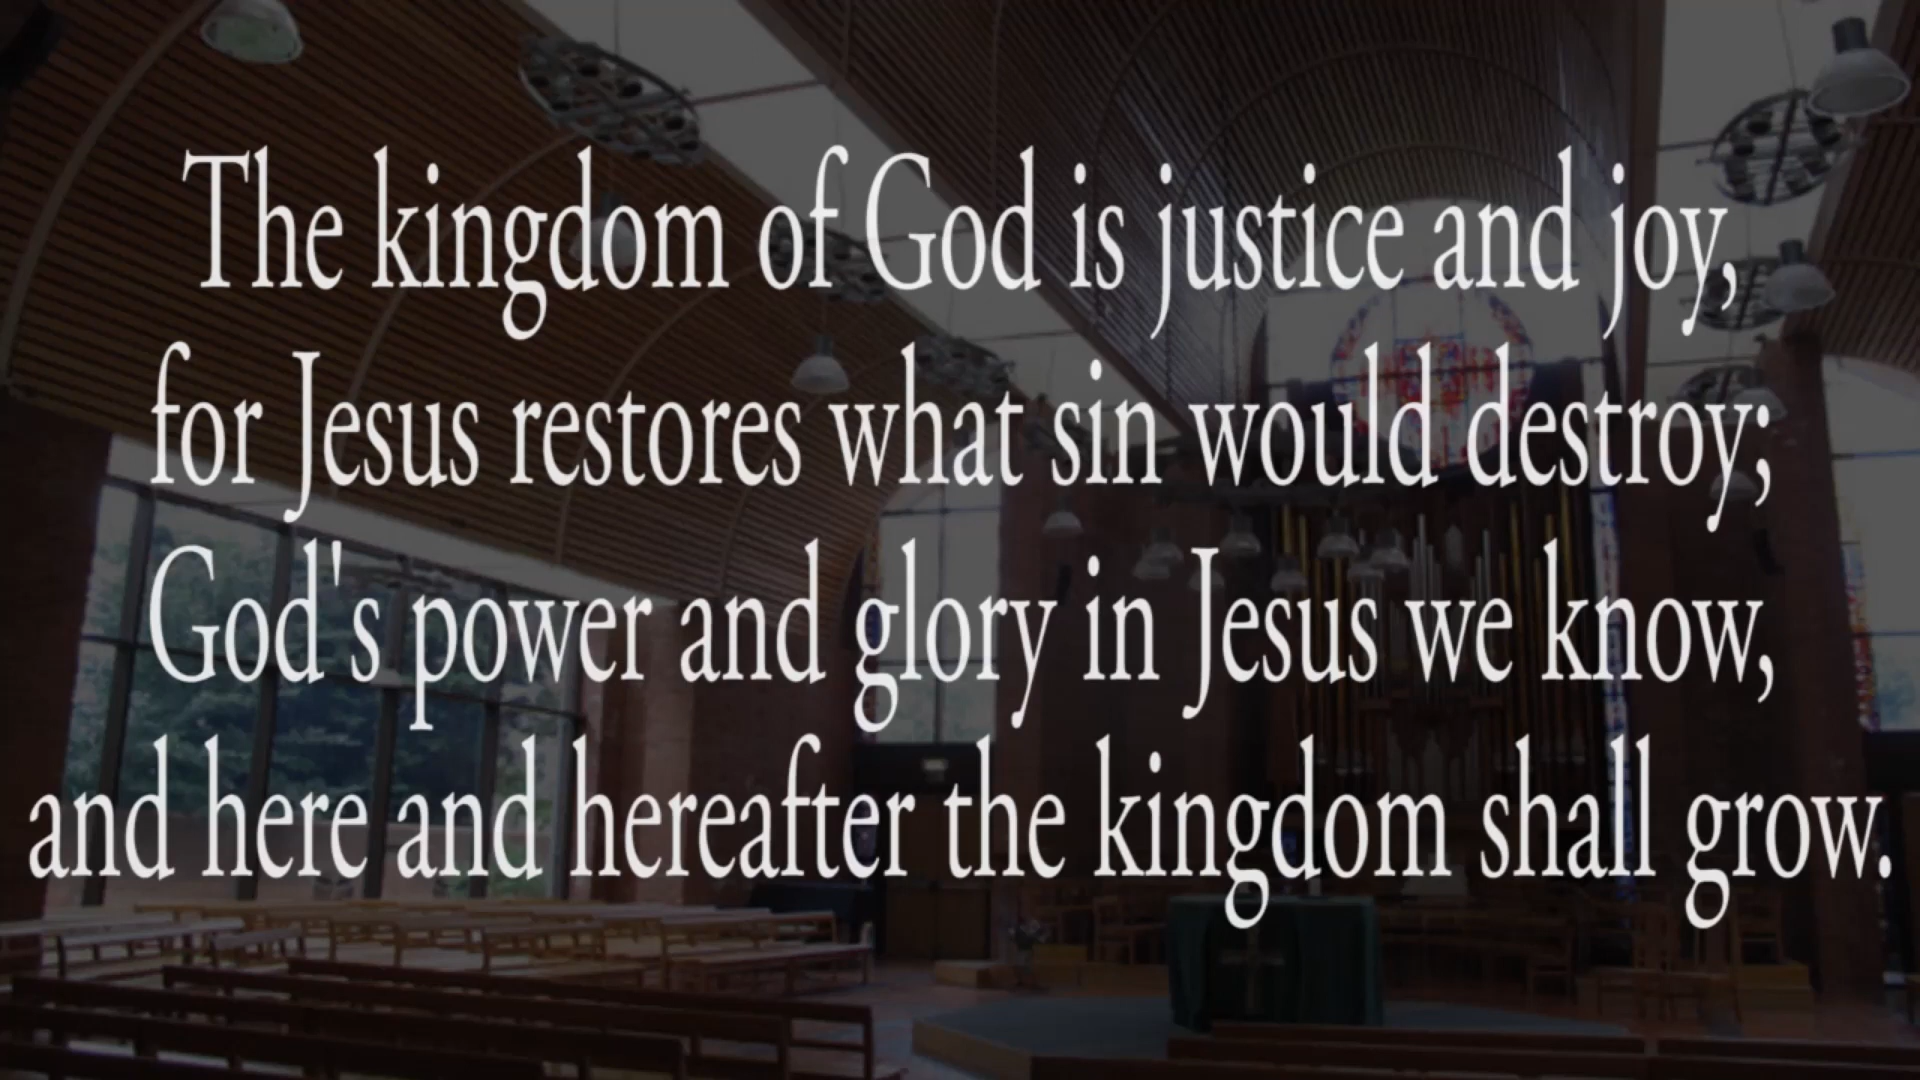 The kingdom of God is justice and joy,
for Jesus restores what sin would destroy;
God's power and glory in Jesus we know,
and here and hereafter the kingdom shall grow.